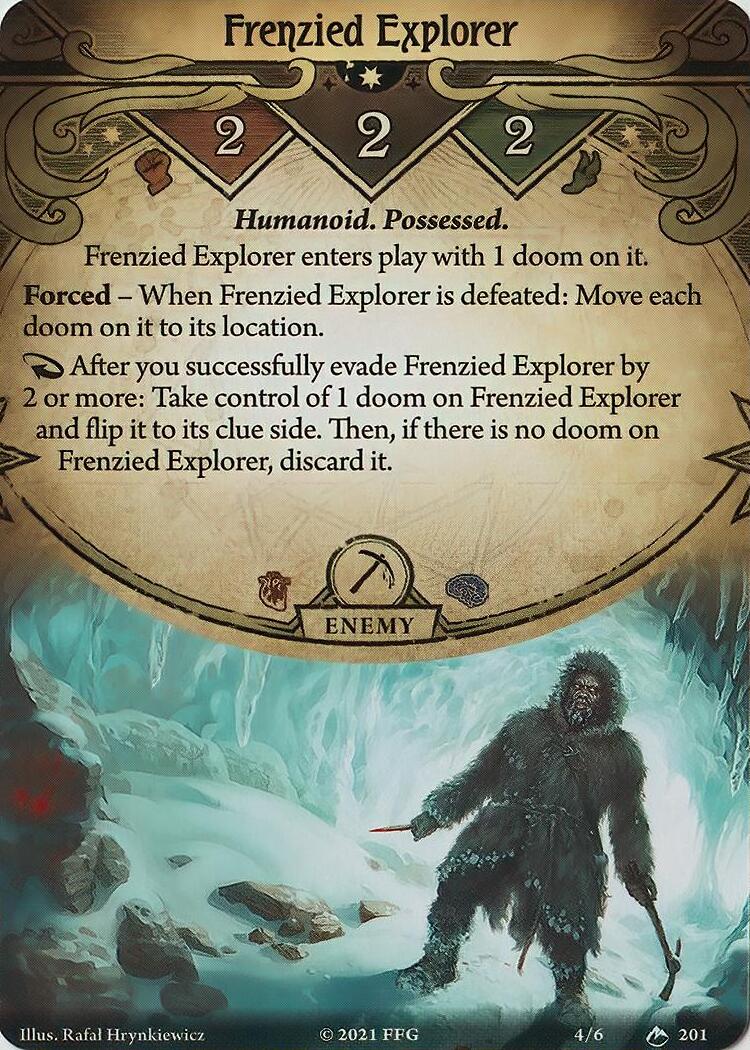 Frenzied Explorer
2 2 2
Humanoid. Possessed.
Frenzied Explorer enters play with 1 doom on it.
Forced – When Frenzied Explorer is defeated: Move each
doom on it to its location.
After you successfully evade Frenzied Explorer by
2 or more: Take control of 1 doom on Frenzied Explorer
and flip it to its clue side. Then, if there is no doom on
Frenzied Explorer, discard it.
ENEMY
Illus. Rafał Hrynkiewicz © 2021 FFG 4/6 201